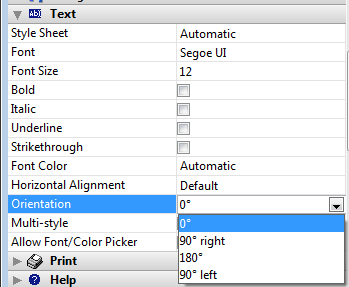 Text
Style Sheet Automatic
Font Segoe UI
Font Size 12
Bold
Italic
Underline
Strikethrough
Font Color Automatic
Horizontal Alignment Default
Orientation 0°
Multi-style 0°
90° right
Allow Font/Color Picker 180°
90° left
Print
Help